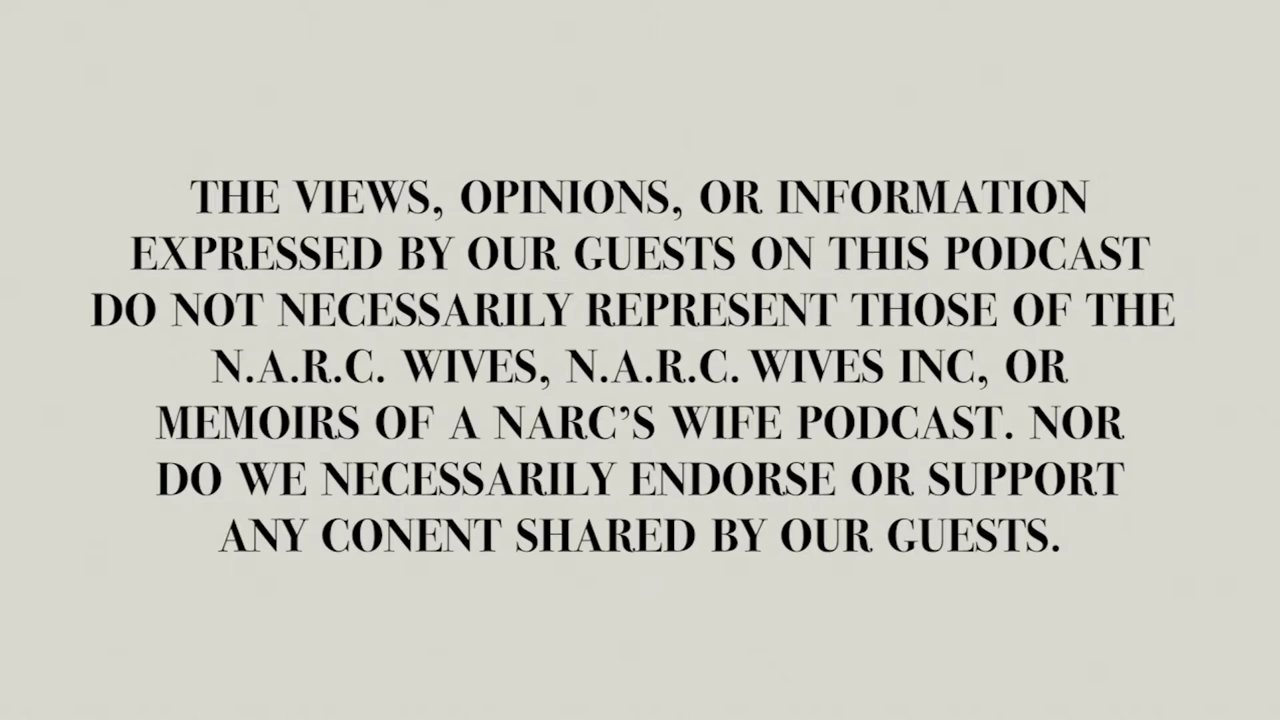 THE VIEWS, OPINIONS, OR INFORMATION
EXPRESSED BY OUR GUESTS ON THIS PODCAST
DO NOT NECESSARILY REPRESENT THOSE OF THE
N.A.R.C. WIVES, N.A.R.C. WIVES INC, OR
MEMOIRS OF A NARC’S WIFE PODCAST. NOR
DO WE NECESSARILY ENDORSE OR SUPPORT
ANY CONENT SHARED BY OUR GUESTS.